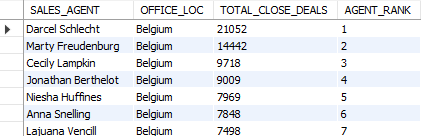 SALES_AGENT OFFICE_LOC TOTAL_CLOSE_DEALS AGENT_RANK
Darcel Schlecht Belgium 21052 1
Marty Freudenburg Belgium 14442 2
Cecily Lampkin Belgium 9718 3
Jonathan Berthelot Belgium 9009 4
Niesha Huffines Belgium 7969 5
Anna Snelling Belgium 7848 6
Lajuana Vencill Belgium 7498 7